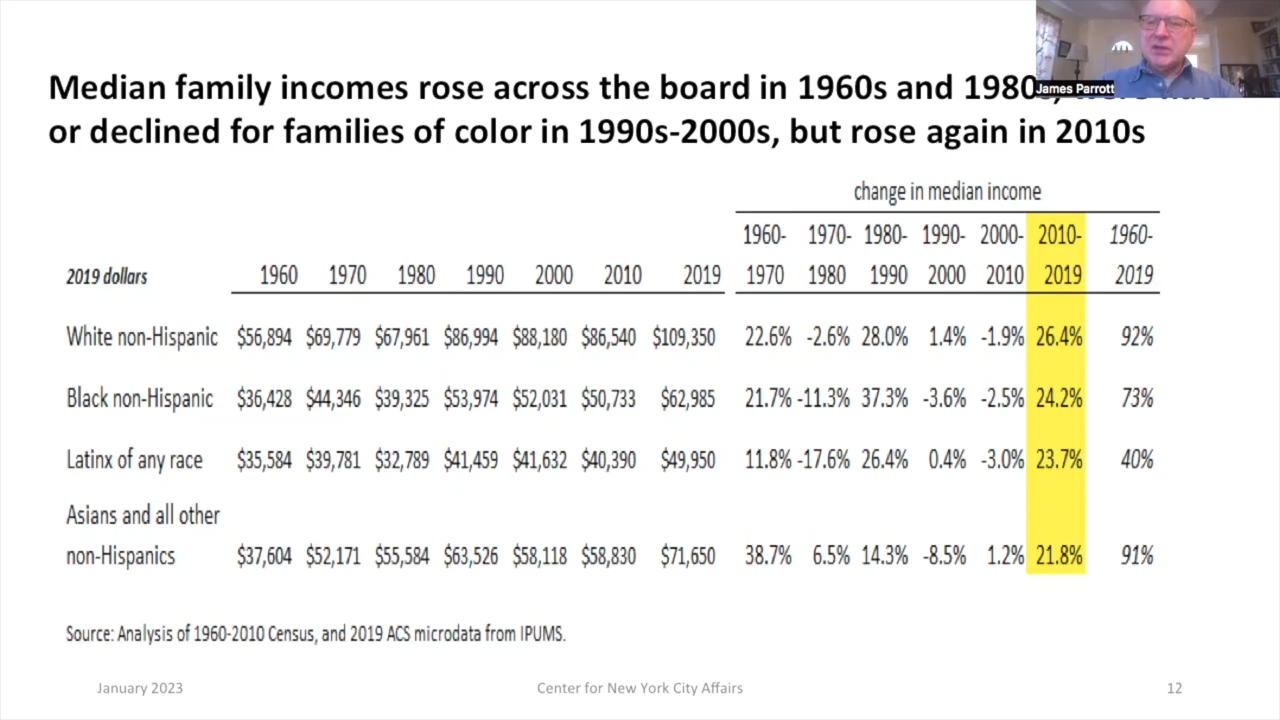 James Parrott
Median family incomes rose across the board in 1960s and 1980s,
or declined for families of color in 1990s-2000s, but rose again in 2010s
change in median income
1960- 1970- 1980- 1990- 2000- 2010- 1960-
2019 dollars 1960 1970 1980 1990 2000 2010 2019 1970 1980 1990 2000 2010 2019 2019
White non-Hispanic $56,894 $69,779 $67,961 $86,994 $88,180 $86,540 $109,350 22.6% -2.6% 28.0% 1.4% -1.9% 26.4% 92%
Black non-Hispanic $36,428 $44,346 $39,325 $53,974 $52,031 $50,733 $62,985 21.7% -11.3% 37.3% -3.6% -2.5% 24.2% 73%
Latinx of any race $35,584 $39,781 $32,789 $41,459 $41,632 $40,390 $49,950 11.8% -17.6% 26.4% 0.4% -3.0% 23.7% 40%
Asians and all other
non-Hispanics $37,604 $52,171 $55,584 $63,526 $58,118 $58,830 $71,650 38.7% 6.5% 14.3% -8.5% 1.2% 21.8% 91%
Source: Analysis of 1960-2010 Census, and 2019 ACS microdata from IPUMS.
January 2023 Center for New York City Affairs 12